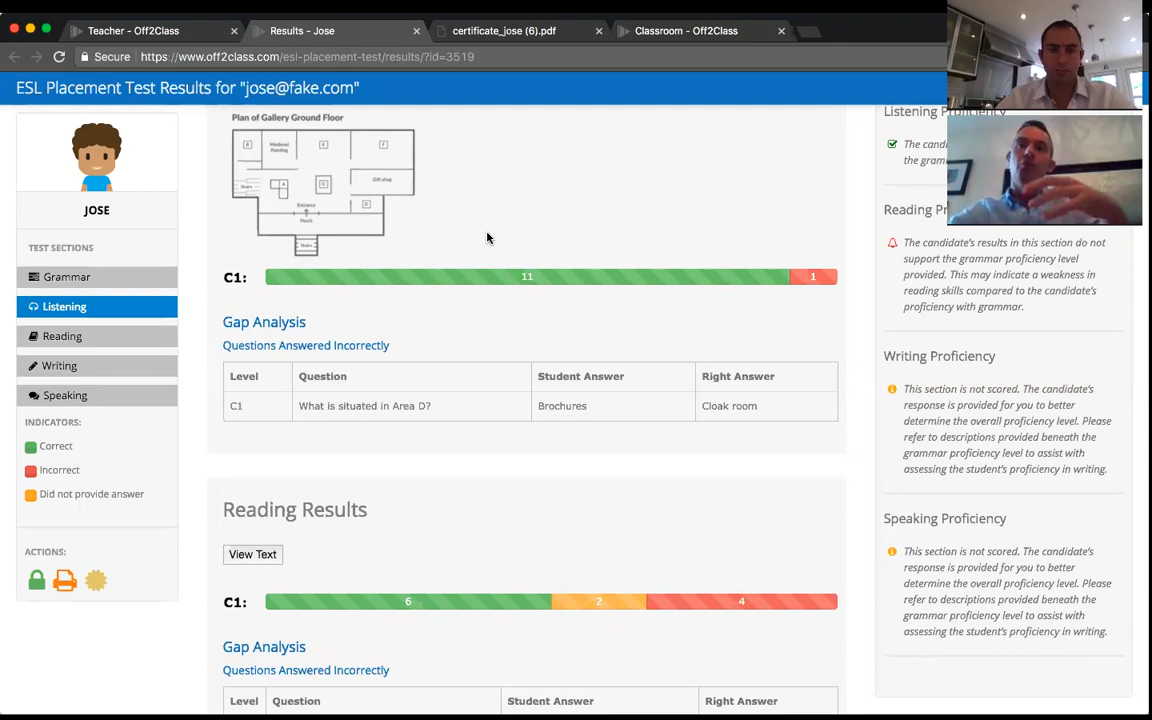 Teacher - Off2Class
Results - Jose
certificate_jose (6).pdf
Classroom - Off2Class
Secure
https://www.off2class.com/esl-placement-test/results/?id=3519
ESL Placement Test Results for "jose@fake.com"
JOSE
TEST SECTIONS:
Grammar
Listening
Reading
Writing
Speaking
INDICATORS:
Correct
Incorrect
Did not provide answer
ACTIONS:
Plan of Gallery Ground Floor
Medieval
Painting
Gift shop
Stairs
Entrance
Porch
Stairs
C1:
11
1
Gap Analysis
Questions Answered Incorrectly
Level Question Student Answer Right Answer
C1 What is situated in Area D? Brochures Cloak room
Reading Results
View Text
C1:
6
2
4
Gap Analysis
Questions Answered Incorrectly
Level Question Student Answer Right Answer
Listening Proficiency
The cand
the gramm
Reading Pr
The candidate's results in this section do not
support the grammar proficiency level
provided. This may indicate a weakness in
reading skills compared to the candidate's
proficiency with grammar.
Writing Proficiency
This section is not scored. The candidate's
response is provided for you to better
determine the overall proficiency level. Please
refer to descriptions provided beneath the
grammar proficiency level to assist with
assessing the student's proficiency in writing.
Speaking Proficiency
This section is not scored. The candidate's
response is provided for you to better
determine the overall proficiency level. Please
refer to descriptions provided beneath the
grammar proficiency level to assist with
assessing the student's proficiency in writing.